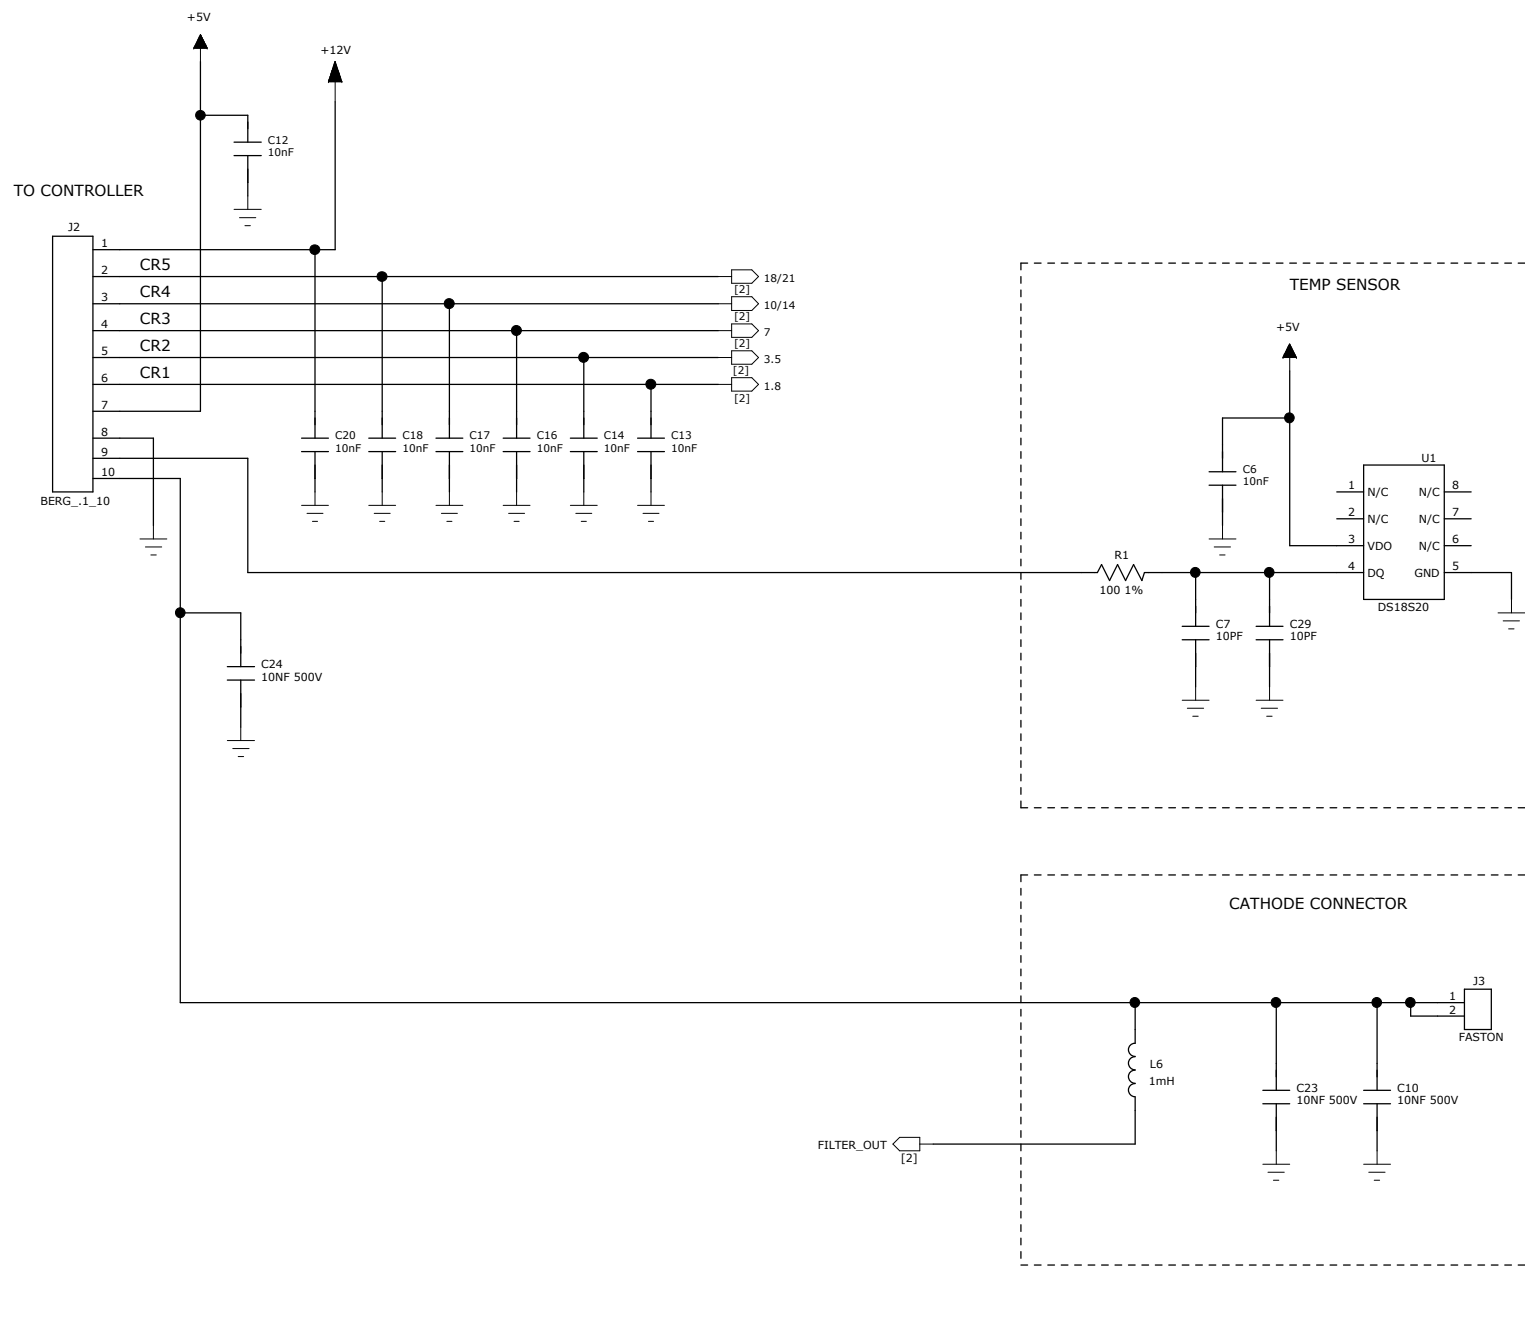 +5V
+12V
C12
10nF
TO CONTROLLER
J2
1
2
3
4
5
6
7
8
9
10
BERG_.1_10
CR5
CR4
CR3
CR2
CR1
18/21
[2]
10/14
[2]
7
[2]
3.5
[2]
1.8
[2]
C20
10nF
C18
10nF
C17
10nF
C16
10nF
C14
10nF
C13
10nF
C24
10NF 500V
TEMP SENSOR
+5V
C6
10nF
U1
1 N/C
2 N/C
3 VDO
4 DQ
N/C 8
N/C 7
N/C 6
GND 5
DS18S20
R1
100 1%
C7
10PF
C29
10PF
CATHODE CONNECTOR
J3
1
2
FASTON
L6
1mH
C23
10NF 500V
C10
10NF 500V
FILTER_OUT
[2]